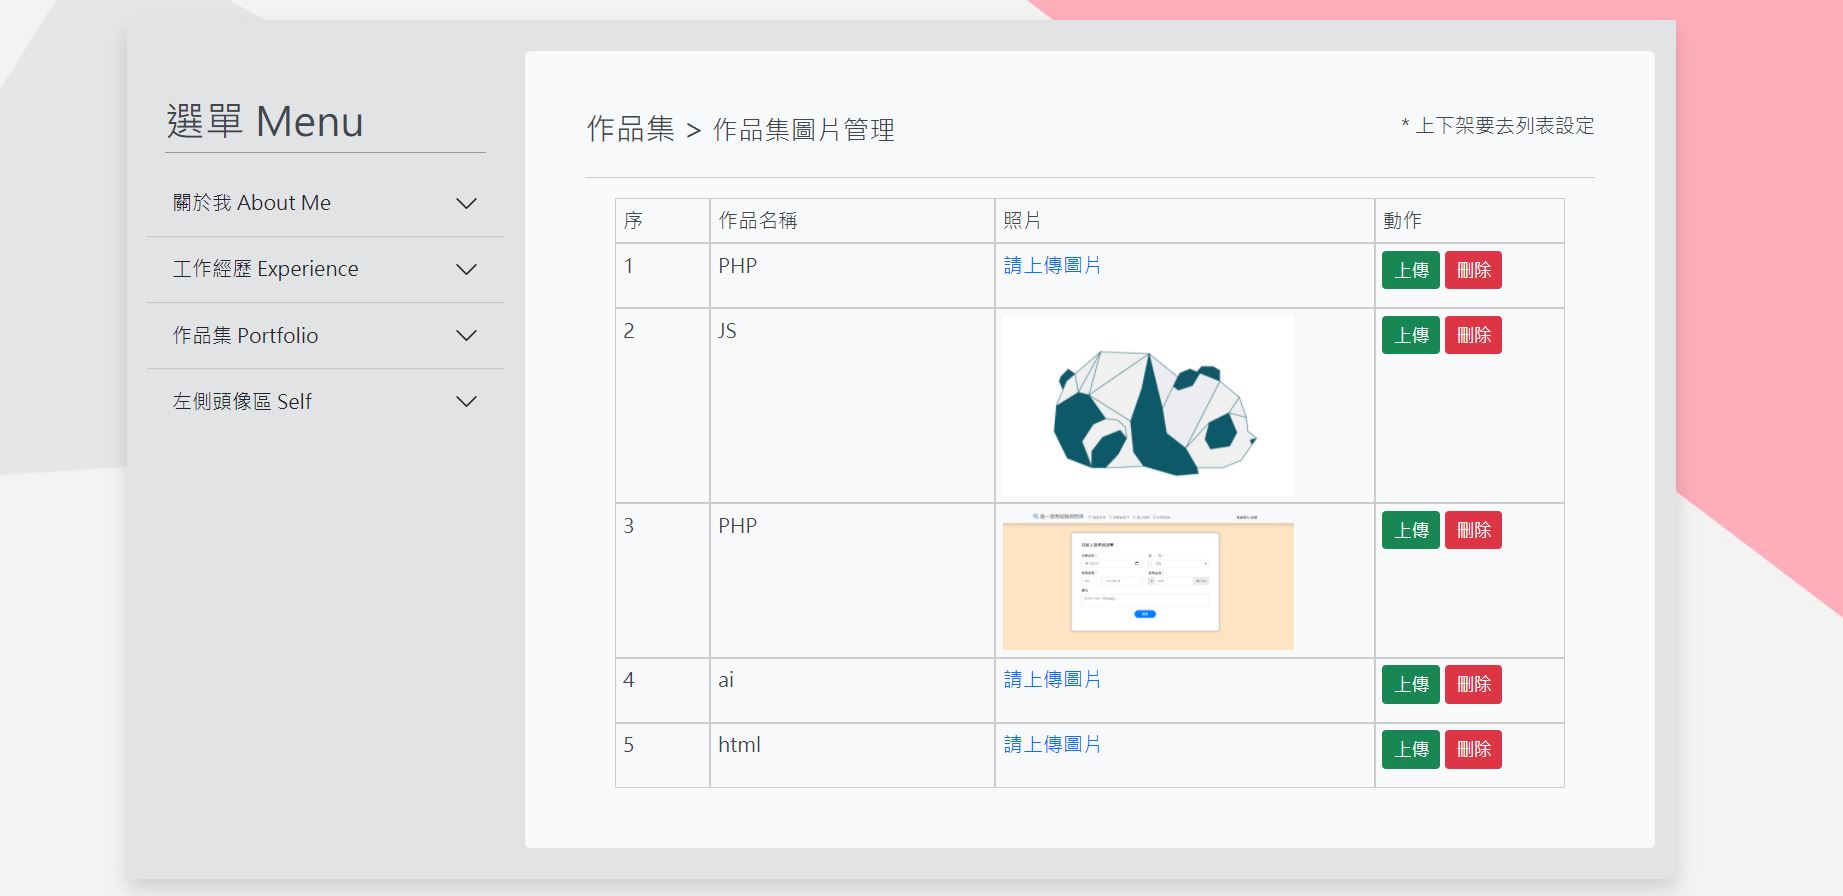 選單 Menu
關於我 About Me
工作經歷 Experience
作品集 Portfolio
左側頭像區 Self
作品集 > 作品集圖片管理
* 上下架要去列表設定
序 作品名稱 照片 動作
1 PHP 請上傳圖片 上傳 刪除
2 JS 上傳 刪除
3 PHP 上傳 刪除
4 ai 請上傳圖片 上傳 刪除
5 html 請上傳圖片 上傳 刪除